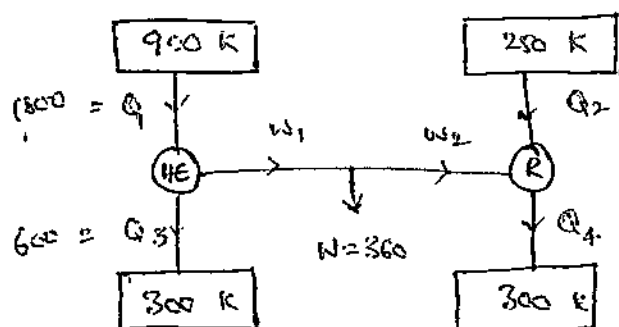 900 K
250 K
1800 = Q1
Q2
W1
W2
HE
R
600 = Q3
W=360
Q4
300 K
300 K